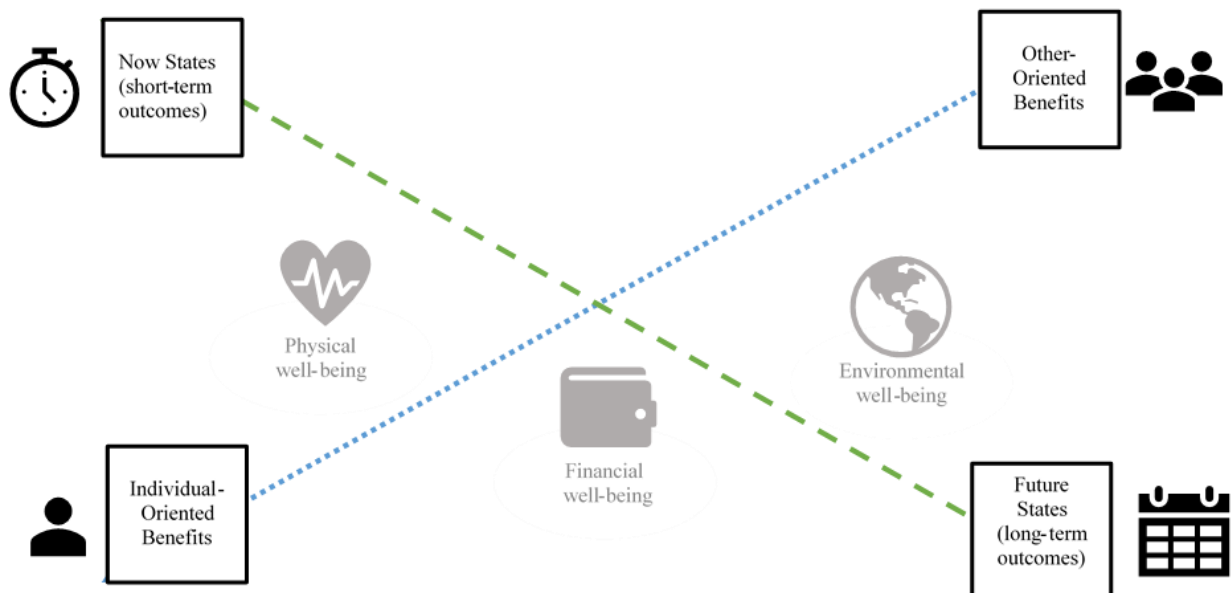 Now States
(short-term
outcomes)
Other-
Oriented
Benefits
Physical
well-being
Environmental
well-being
Financial
well-being
Individual-
Oriented
Benefits
Future
States
(long-term
outcomes)